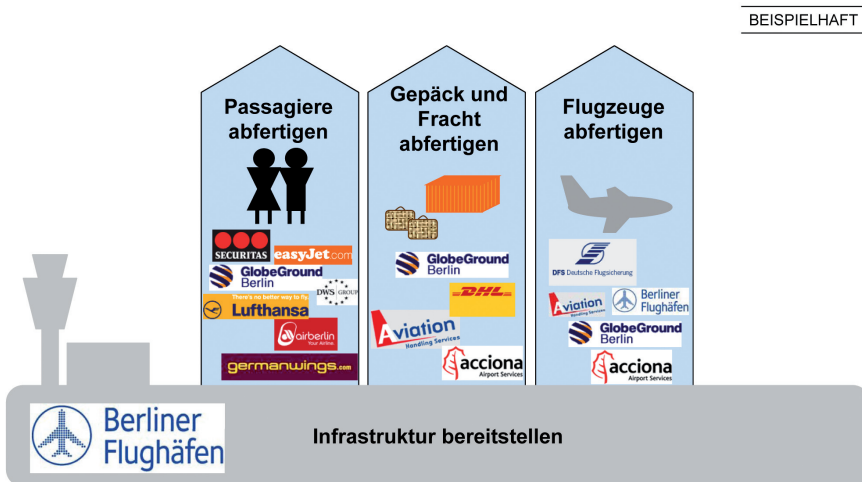 BEISPIELHAFT
Passagiere
abfertigen
SECURITAS
easyJet.com
GlobeGround
Berlin
DWS GROUP
There's no better way to fly.
Lufthansa
airberlin
Your Airline.
germanwings.com
Gepäck und
Fracht
abfertigen
GlobeGround
Berlin
DHL
Aviation
Handling Services
acciona
Airport Services
Flugzeuge
abfertigen
DFS Deutsche Flugsicherung
Aviation
Handling Services
Berliner
Flughäfen
GlobeGround
Berlin
acciona
Airport Services
Berliner
Flughäfen
Infrastruktur bereitstellen